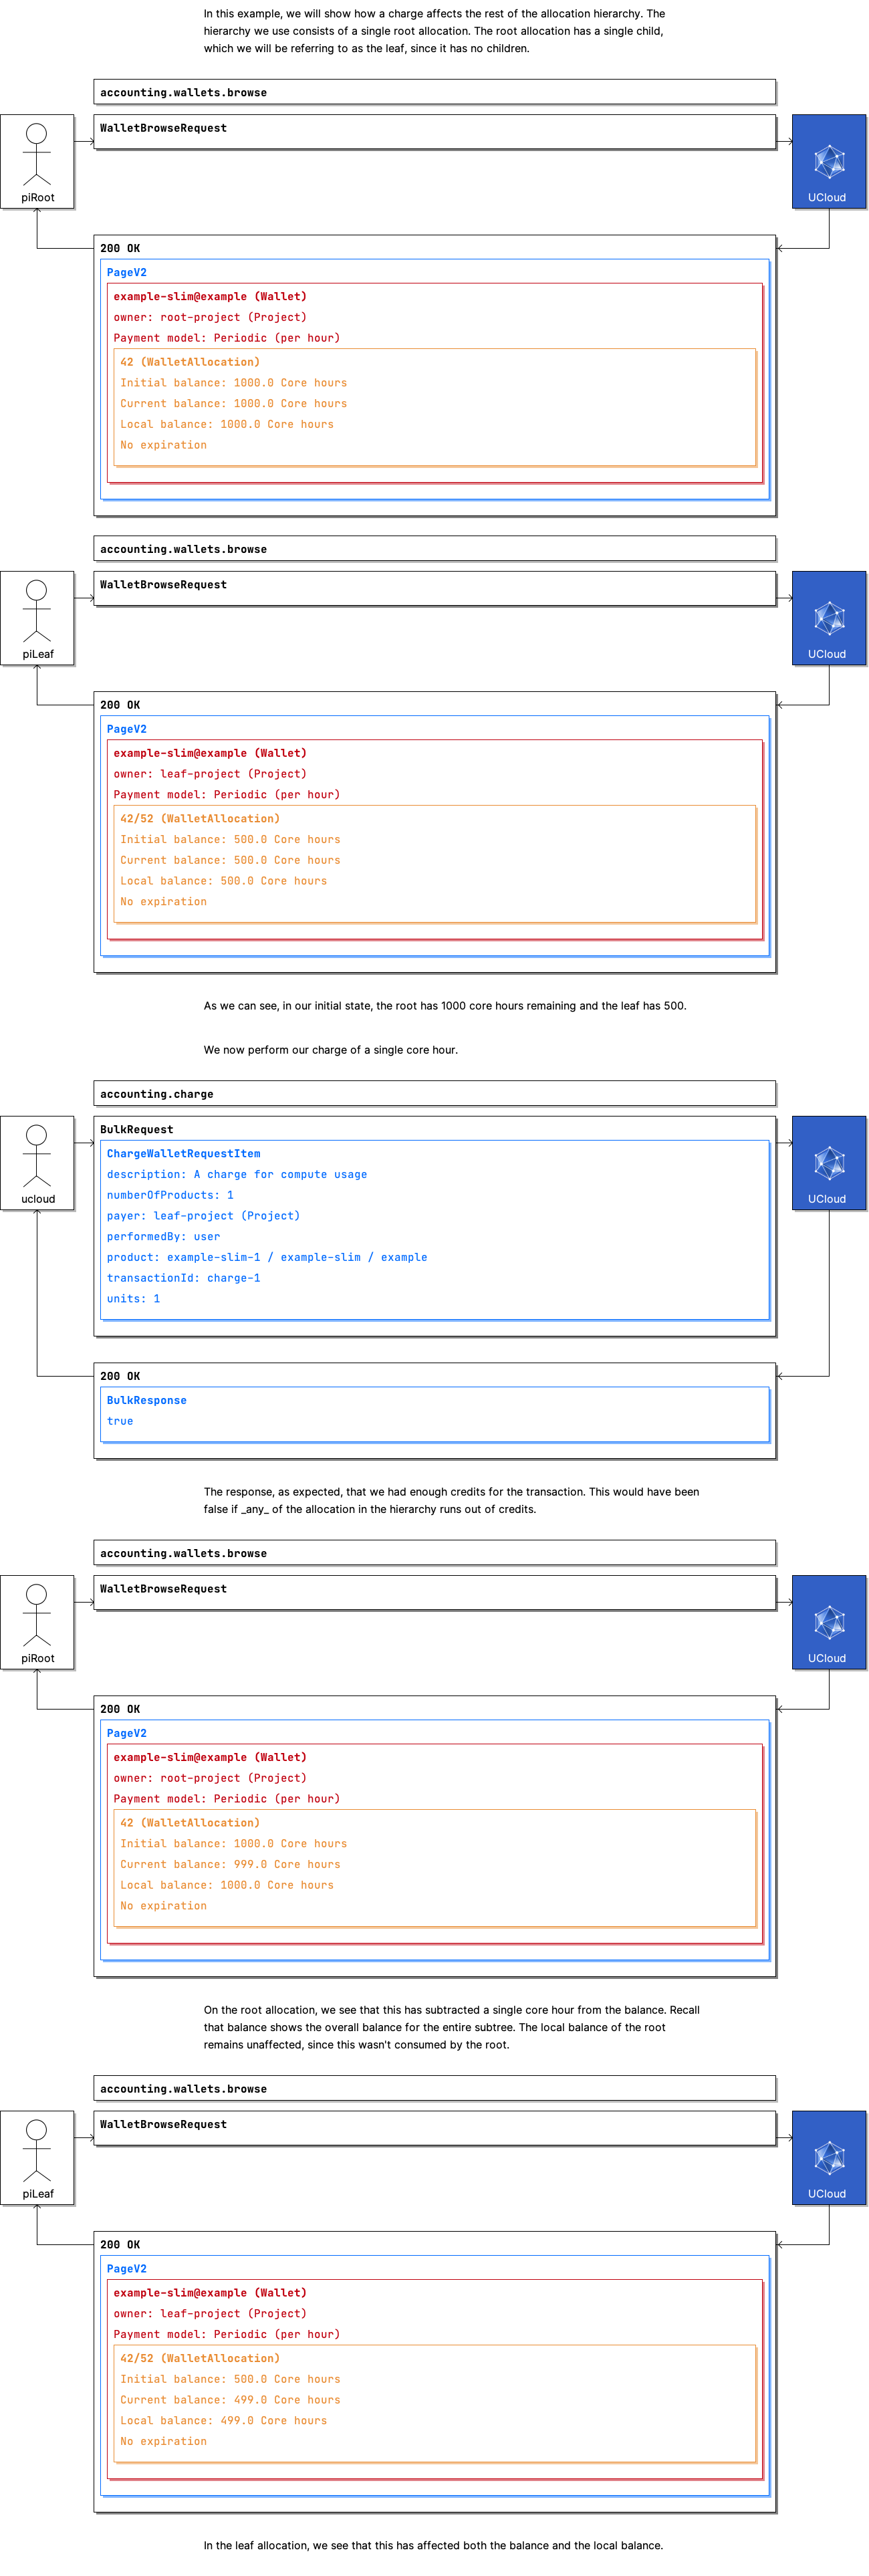 In this example, we will show how a charge affects the rest of the allocation hierarchy. The
hierarchy we use consists of a single root allocation. The root allocation has a single child,
which we will be referring to as the leaf, since it has no children.
accounting.wallets.browse
WalletBrowseRequest
piRoot
UCloud
200 OK
PageV2
example-slim@example (Wallet)
owner: root-project (Project)
Payment model: Periodic (per hour)
42 (WalletAllocation)
Initial balance: 1000.0 Core hours
Current balance: 1000.0 Core hours
Local balance: 1000.0 Core hours
No expiration
accounting.wallets.browse
WalletBrowseRequest
piLeaf
UCloud
200 OK
PageV2
example-slim@example (Wallet)
owner: leaf-project (Project)
Payment model: Periodic (per hour)
42/52 (WalletAllocation)
Initial balance: 500.0 Core hours
Current balance: 500.0 Core hours
Local balance: 500.0 Core hours
No expiration
As we can see, in our initial state, the root has 1000 core hours remaining and the leaf has 500.
We now perform our charge of a single core hour.
accounting.charge
BulkRequest
ChargeWalletRequestItem
description: A charge for compute usage
numberOfProducts: 1
payer: leaf-project (Project)
performedBy: user
product: example-slim-1 / example-slim / example
transactionId: charge-1
units: 1
ucloud
UCloud
200 OK
BulkResponse
true
The response, as expected, that we had enough credits for the transaction. This would have been
false if _any_ of the allocation in the hierarchy runs out of credits.
accounting.wallets.browse
WalletBrowseRequest
piRoot
UCloud
200 OK
PageV2
example-slim@example (Wallet)
owner: root-project (Project)
Payment model: Periodic (per hour)
42 (WalletAllocation)
Initial balance: 1000.0 Core hours
Current balance: 999.0 Core hours
Local balance: 1000.0 Core hours
No expiration
On the root allocation, we see that this has subtracted a single core hour from the balance. Recall
that balance shows the overall balance for the entire subtree. The local balance of the root
remains unaffected, since this wasn't consumed by the root.
accounting.wallets.browse
WalletBrowseRequest
piLeaf
UCloud
200 OK
PageV2
example-slim@example (Wallet)
owner: leaf-project (Project)
Payment model: Periodic (per hour)
42/52 (WalletAllocation)
Initial balance: 500.0 Core hours
Current balance: 499.0 Core hours
Local balance: 499.0 Core hours
No expiration
In the leaf allocation, we see that this has affected both the balance and the local balance.